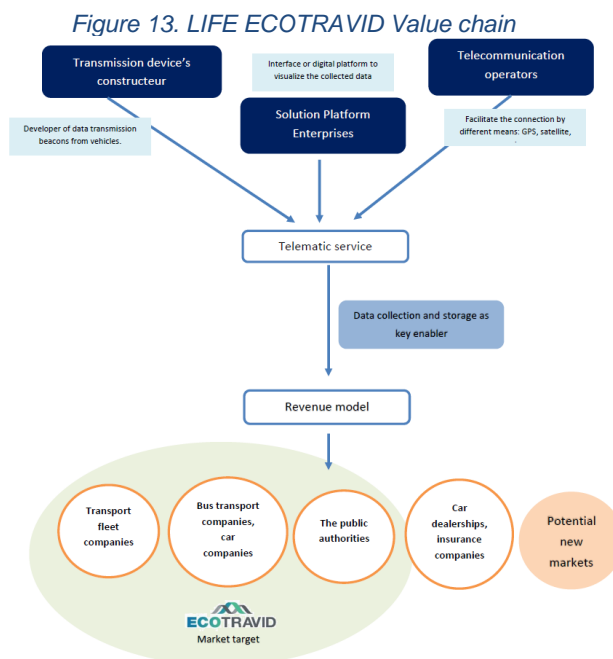 Figure 13. LIFE ECOTRAVID Value chain
Transmission device's
constructeur
Interface or digital platform to
visualize the collected data
Telecommunication
operators
Developer of data transmission
beacons from vehicles.
Solution Platform
Enterprises
Facilitate the connection by
different means: GPS, satellite,
Telematic service
Data collection and storage as
key enabler
Revenue model
Transport
fleet
companies
Bus transport
companies,
car
companies
The public
authorities
Car
dealerships,
insurance
companies
Potential
new
markets
ECOTRAVID
Market target